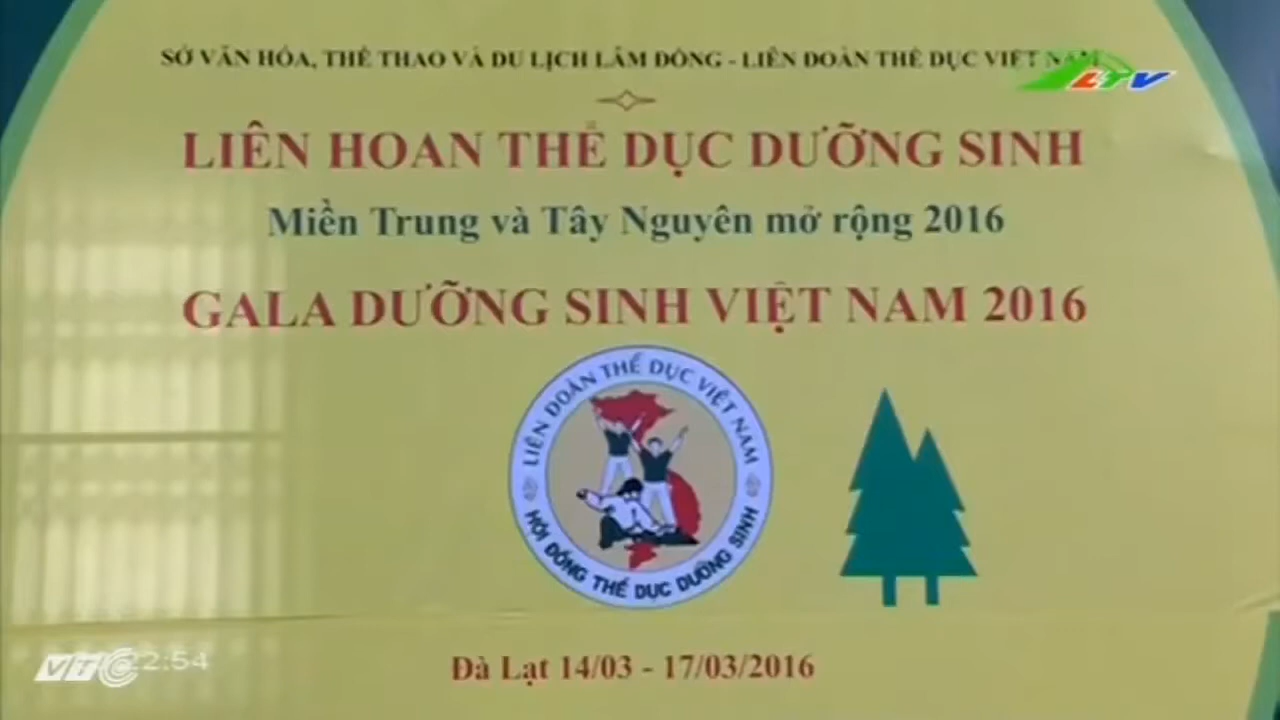 SỞ VĂN HÓA, THỂ THAO VÀ DU LỊCH LÂM ĐỒNG - LIÊN ĐOÀN THỂ DỤC VIỆT NAM
LTV
LIÊN HOAN THỂ DỤC DƯỠNG SINH
Miền Trung và Tây Nguyên mở rộng 2016
GALA DƯỠNG SINH VIỆT NAM 2016
LIÊN ĐOÀN THỂ DỤC VIỆT NAM
HỘI ĐỒNG THỂ DỤC DƯỠNG SINH
VTC 22:54
Đà Lạt 14/03 - 17/03/2016